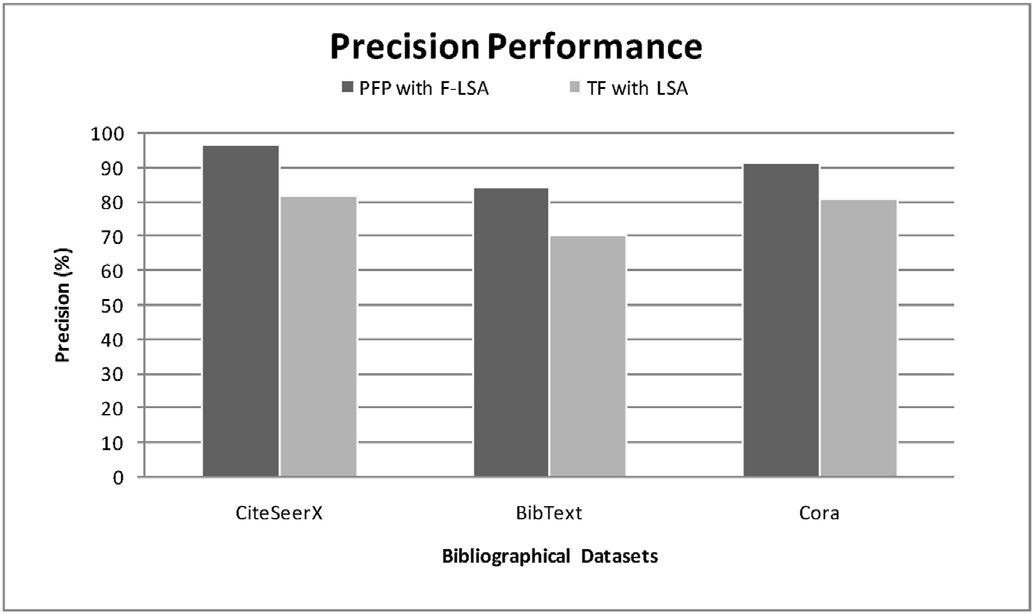 Precision Performance
PFP with F-LSA TF with LSA
100
90
80
70
60
50
40
30
20
10
0
Precision (%)
CiteSeerX BibText Cora
Bibliographical Datasets